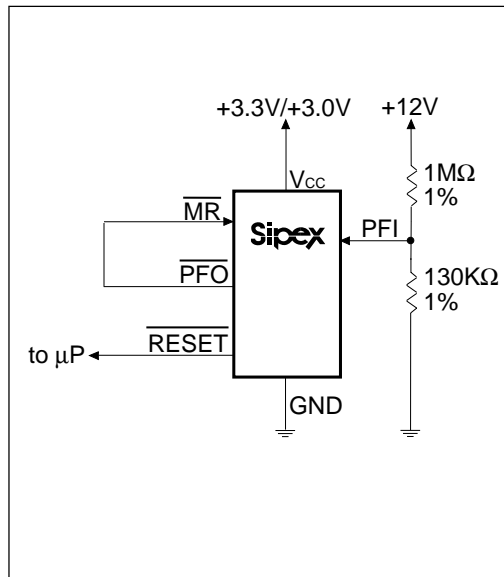 +3.3V/+3.0V
+12V
VCC
1MΩ
1%
MR
Sipex
PFI
PFO
130KΩ
1%
RESET
to µP
GND